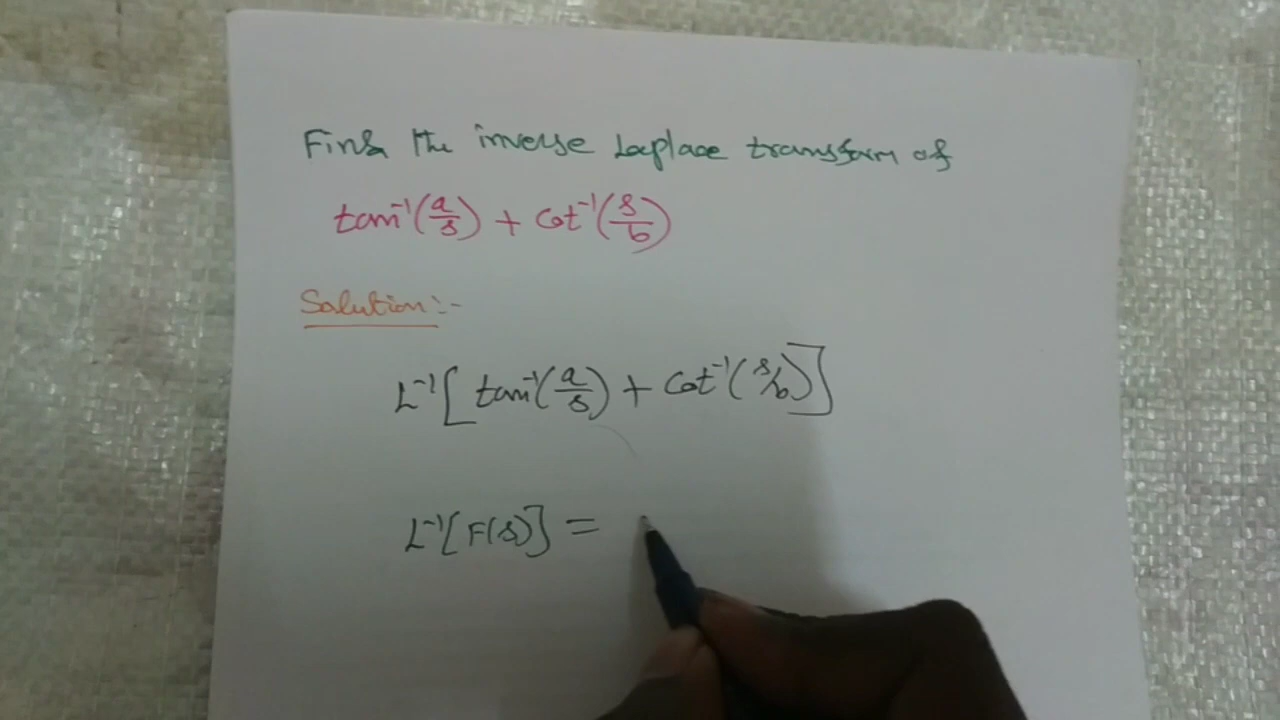 Find the inverse Laplace transform of
tan⁻¹(a/s) + Cot⁻¹(s/b)
Solution:-
L⁻¹[tan⁻¹(a/s) + Cot⁻¹(s/b)]
L⁻¹[F(s)] =